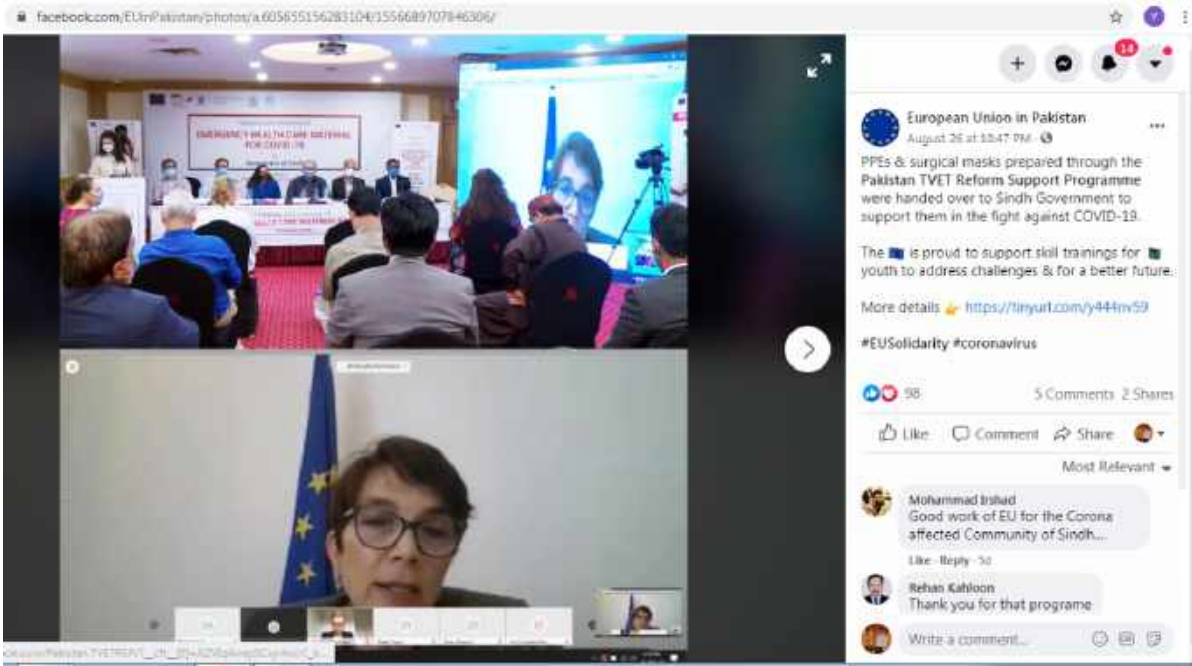 facebook.com/EUinPakistan/photos/a.605655156283104/1556689707846306/
14
EMERGENCY HEALTH CARE MATERIAL
FOR COVID-19
European Union in Pakistan
August 26 at 10:47 PM
PPEs & surgical masks prepared through the
Pakistan TVET Reform Support Programme
were handed over to Sindh Government to
support them in the fight against COVID-19.
The is proud to support skill trainings for
youth to address challenges & for a better future.
More details https://tinyurl.com/y444nv59
#EUSolidarity #coronavirus
98
5 Comments 2 Shares
Like Comment Share
Most Relevant
Mohammad Irshad
Good work of EU for the Corona
affected Community of Sindh....
Like · Reply · 5d
Rehan Kahloon
Thank you for that programe
Write a comment...